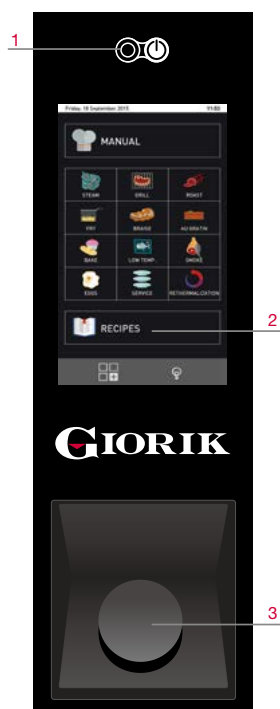 1
Friday, 18 September 2015 11:53
MANUAL
STEAM GRILL ROAST
FRY BRAISE AU GRATIN
BAKE LOW TEMP. SMOKE
EGGS SERVICE RETHERMALIZATION
RECIPES
2
GIORIK
3